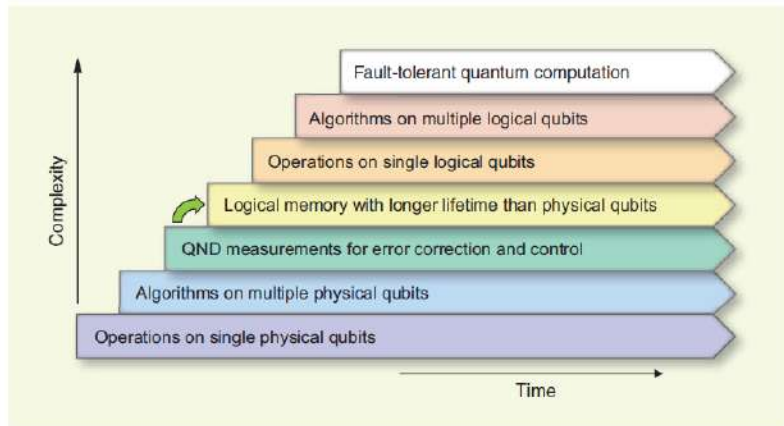 Fault-tolerant quantum computation
Algorithms on multiple logical qubits
Operations on single logical qubits
Logical memory with longer lifetime than physical qubits
QND measurements for error correction and control
Algorithms on multiple physical qubits
Operations on single physical qubits
Complexity
Time